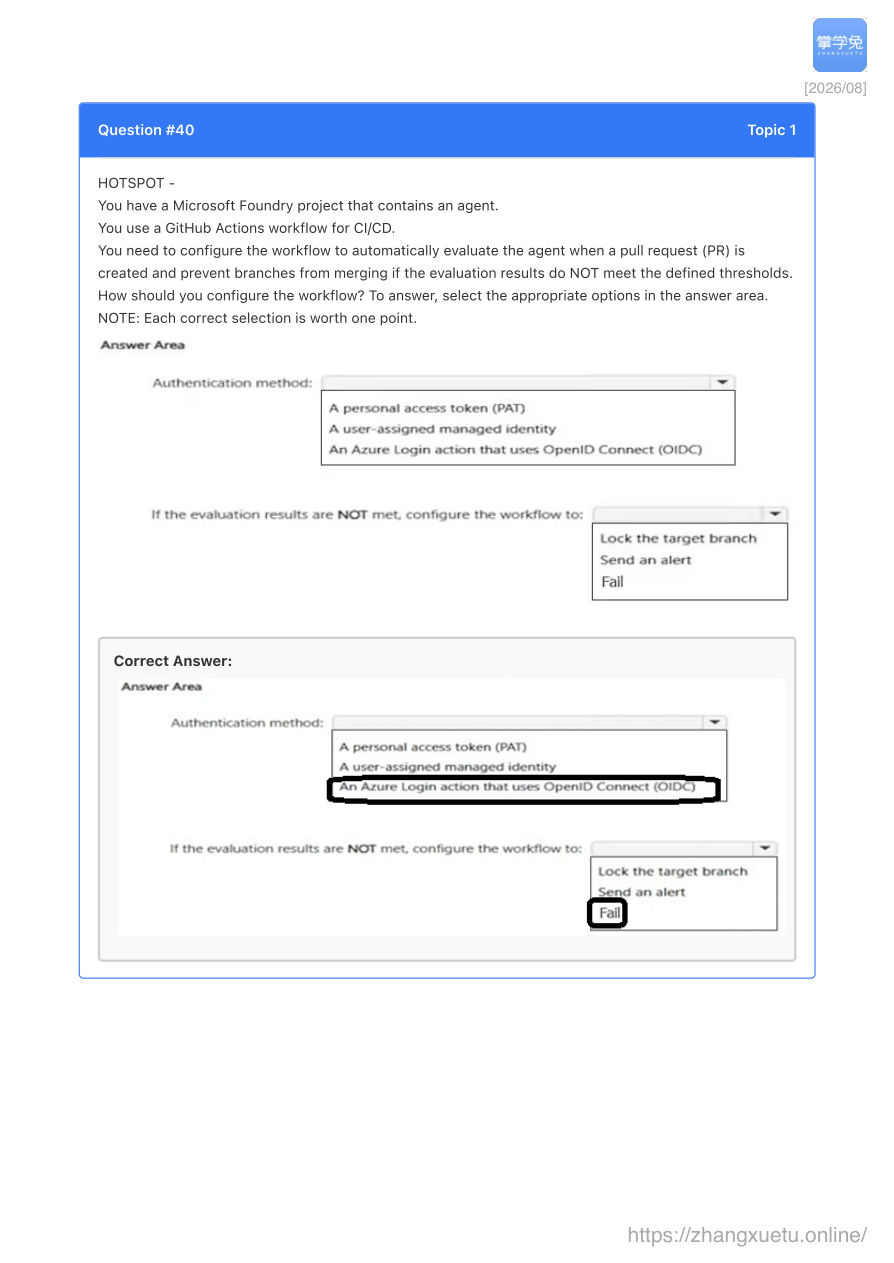 掌学兔
ZHANGXUETU
[2026/08]
Question #40 Topic 1
HOTSPOT -
You have a Microsoft Foundry project that contains an agent.
You use a GitHub Actions workflow for CI/CD.
You need to configure the workflow to automatically evaluate the agent when a pull request (PR) is
created and prevent branches from merging if the evaluation results do NOT meet the defined thresholds.
How should you configure the workflow? To answer, select the appropriate options in the answer area.
NOTE: Each correct selection is worth one point.
Answer Area
Authentication method:
A personal access token (PAT)
A user-assigned managed identity
An Azure Login action that uses OpenID Connect (OIDC)
If the evaluation results are NOT met, configure the workflow to:
Lock the target branch
Send an alert
Fail
Correct Answer:
Answer Area
Authentication method:
A personal access token (PAT)
A user-assigned managed identity
An Azure Login action that uses OpenID Connect (OIDC)
If the evaluation results are NOT met, configure the workflow to:
Lock the target branch
Send an alert
Fail
https://zhangxuetu.online/